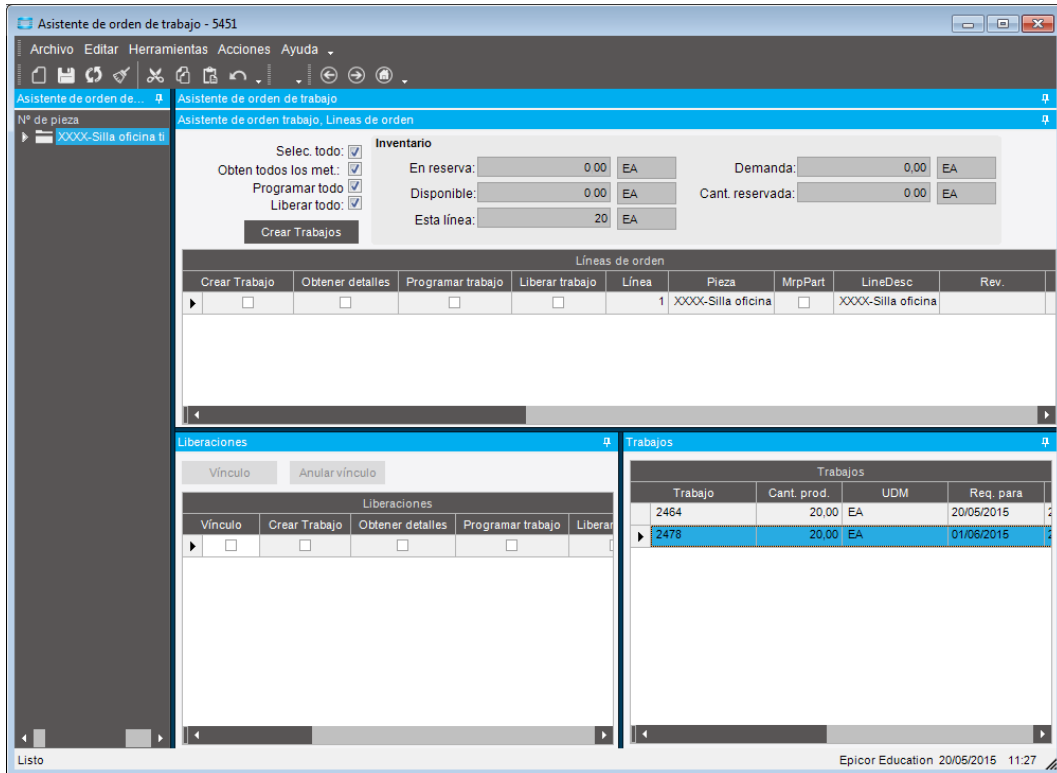 Asistente de orden de trabajo - 5451
Archivo Editar Herramientas Acciones Ayuda
Asistente de orden de...
Nº de pieza
XXXX-Silla oficina ti
Asistente de orden de trabajo
Asistente de orden trabajo, Lineas de orden
Selec. todo:
Obten todos los met.:
Programar todo
Liberar todo:
Crear Trabajos
Inventario
En reserva: 0 00 EA
Demanda: 0,00 EA
Disponible: 0 00 EA
Cant. reservada: 0 00 EA
Esta línea: 20 EA
Líneas de orden
Crear Trabajo Obtener detalles Programar trabajo Liberar trabajo Línea Pieza MrpPart LineDesc Rev.
1 XXXX-Silla oficina XXXX-Silla oficina
Liberaciones
Vínculo Anular vínculo
Liberaciones
Vínculo Crear Trabajo Obtener detalles Programar trabajo Liberar
Trabajos
Trabajos
Trabajo Cant. prod. UDM Req. para
2464 20,00 EA 20/05/2015 2
2478 20,00 EA 01/06/2015 2
Listo
Epicor Education 20/05/2015 11:27